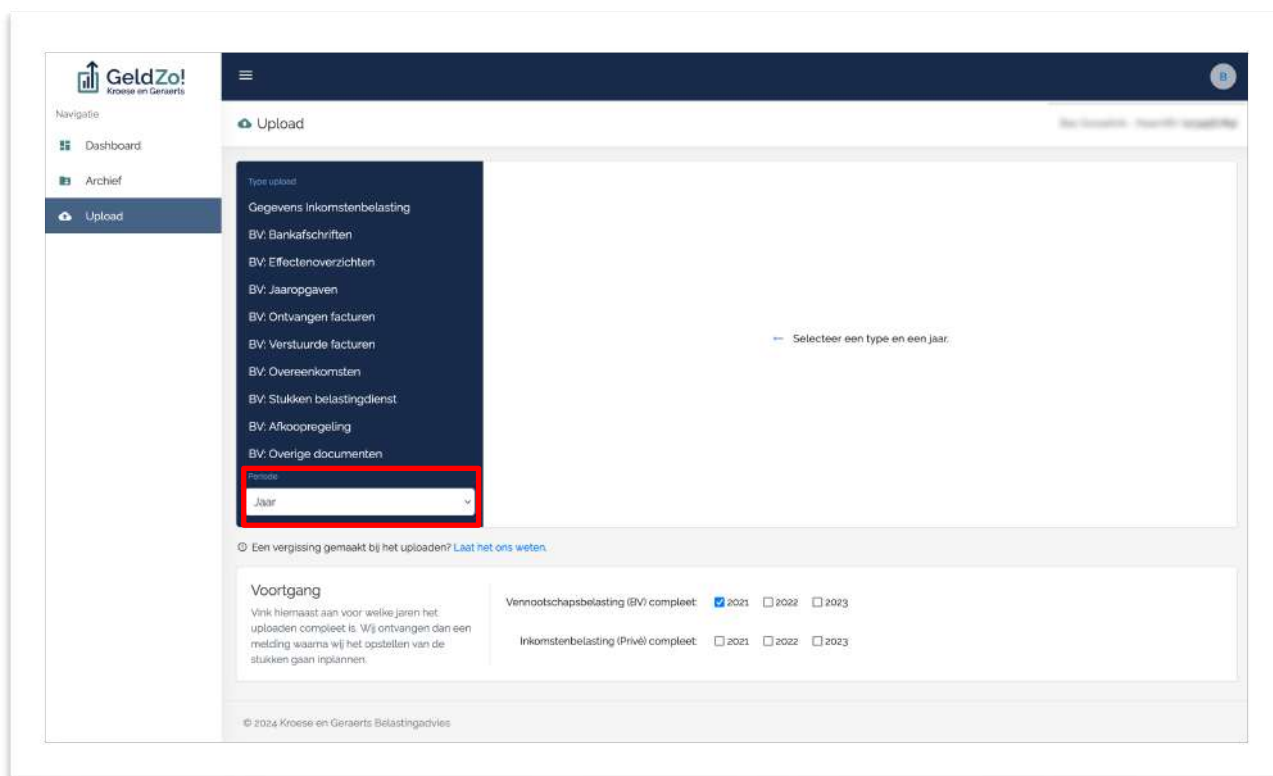 GeldZo!
Kroese en Geraerts
B
Navigatie
Dashboard
Archief
Upload
Upload
Type upload
Gegevens Inkomstenbelasting
BV: Bankafschriften
BV: Effectenoverzichten
BV: Jaaropgaven
BV: Ontvangen facturen
BV: Verstuurde facturen
BV: Overeenkomsten
BV: Stukken belastingdienst
BV: Afkoopregeling
BV: Overige documenten
Periode
Jaar
← Selecteer een type en een jaar.
Een vergissing gemaakt bij het uploaden? Laat het ons weten.
Voortgang
Vink hiernaast aan voor welke jaren het
uploaden compleet is. Wij ontvangen dan een
melding waarna wij het opstellen van de
stukken gaan inplannen.
Vennootschapsbelasting (BV) compleet: 2021 2022 2023
Inkomstenbelasting (Privé) compleet: 2021 2022 2023
© 2024 Kroese en Geraerts Belastingadvies